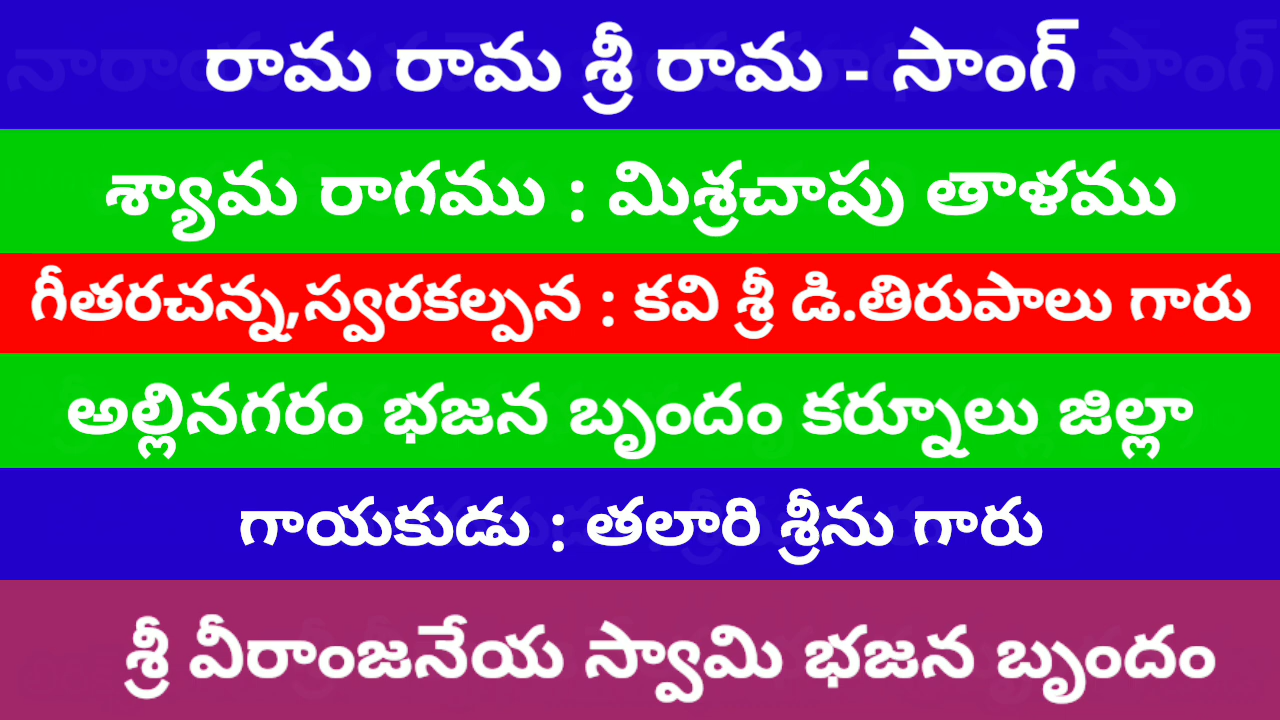 రామ రామ శ్రీ రామ - సాంగ్
శ్యామ రాగము : మిశ్రచాపు తాళము
గీతరచన్న,స్వరకల్పన : కవి శ్రీ డి.తిరుపాలు గారు
అల్లినగరం భజన బృందం కర్నూలు జిల్లా
గాయకుడు : తలారి శ్రీను గారు
శ్రీ వీరాంజనేయ స్వామి భజన బృందం